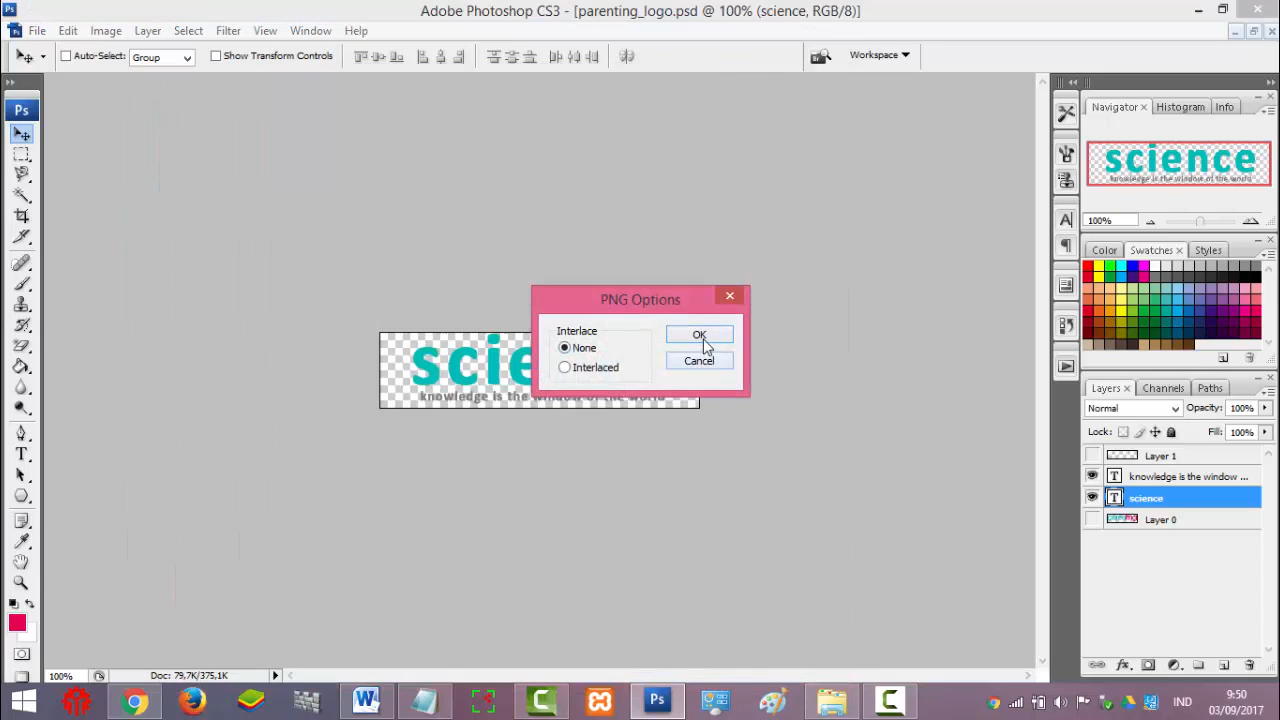 Adobe Photoshop CS3 - [parenting_logo.psd @ 100% (science, RGB/8)]
File Edit Image Layer Select Filter View Window Help
Auto-Select: Group Show Transform Controls Workspace
Ps
Navigator Histogram Info
science
knowledge is the window of the world
100%
Color Swatches Styles
PNG Options
Interlace
None
Interlaced
OK
Cancel
scie
knowledge is the window of the world
Layers Channels Paths
Normal Opacity: 100%
Lock: Fill: 100%
Layer 1
knowledge is the window ...
science
Layer 0
100% Doc: 79,7K/375,1K
IND
9:50
03/09/2017